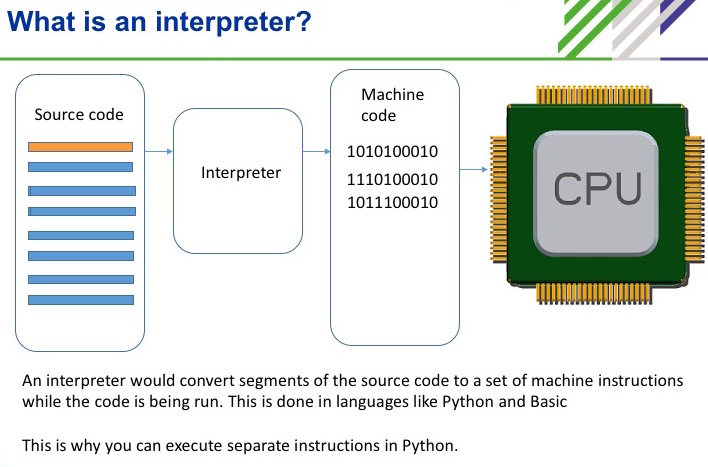 What is an interpreter?
Source code
Interpreter
Machine
code
1010100010
1110100010
1011100010
CPU
An interpreter would convert segments of the source code to a set of machine instructions
while the code is being run. This is done in languages like Python and Basic
This is why you can execute separate instructions in Python.